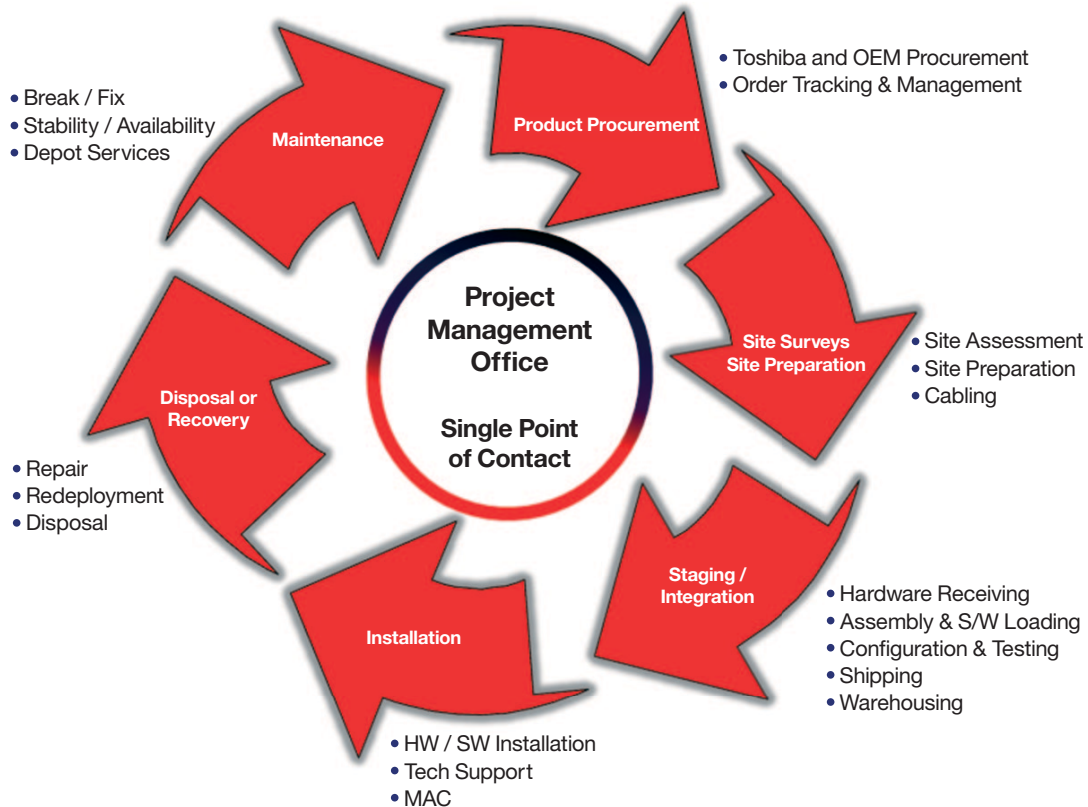 Product Procurement
• Toshiba and OEM Procurement
• Order Tracking & Management
Site Surveys
Site Preparation
• Site Assessment
• Site Preparation
• Cabling
Staging /
Integration
• Hardware Receiving
• Assembly & S/W Loading
• Configuration & Testing
• Shipping
• Warehousing
Installation
• HW / SW Installation
• Tech Support
• MAC
Disposal or
Recovery
• Repair
• Redeployment
• Disposal
Maintenance
• Break / Fix
• Stability / Availability
• Depot Services
Project
Management
Office
Single Point
of Contact